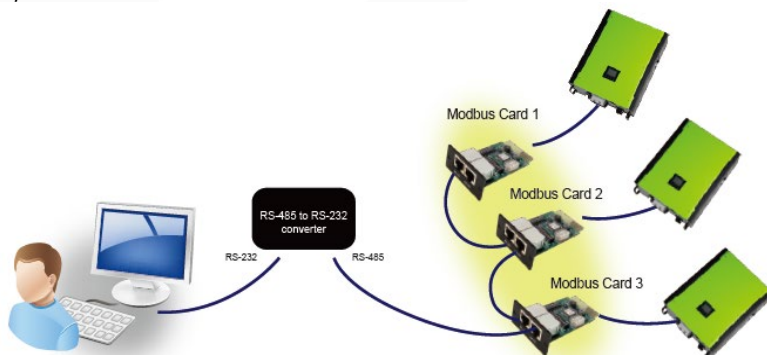 Modbus Card 1
Modbus Card 2
RS-485 to RS-232
converter
RS-232
RS-485
Modbus Card 3